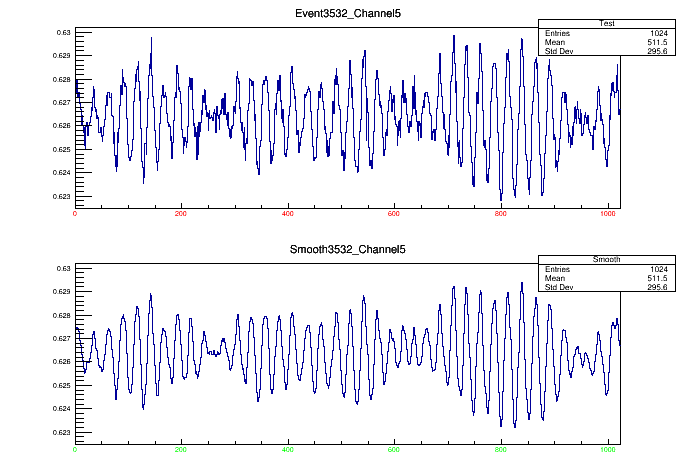 Event3532_Channel5
Test
Entries 1024
Mean 511.5
Std Dev 295.6
0.63
0.629
0.628
0.627
0.626
0.625
0.624
0.623
0 200 400 600 800 1000
Smooth3532_Channel5
Smooth
Entries 1024
Mean 511.5
Std Dev 295.6
0.63
0.629
0.628
0.627
0.626
0.625
0.624
0.623
0 200 400 600 800 1000